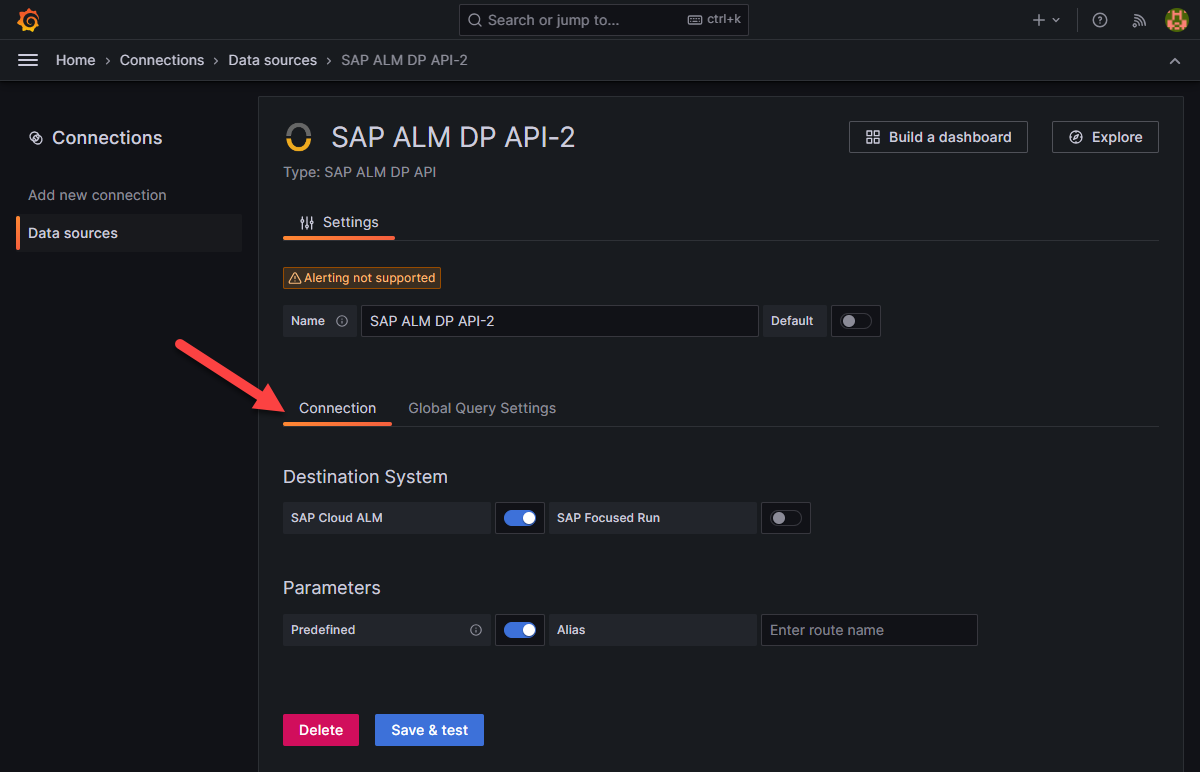 Search or jump to... ctrl+k
Home › Connections › Data sources › SAP ALM DP API-2
Connections
Add new connection
Data sources
SAP ALM DP API-2
Build a dashboard
Explore
Type: SAP ALM DP API
Settings
Alerting not supported
Name SAP ALM DP API-2 Default
Connection Global Query Settings
Destination System
SAP Cloud ALM SAP Focused Run
Parameters
Predefined Alias Enter route name
Delete Save & test